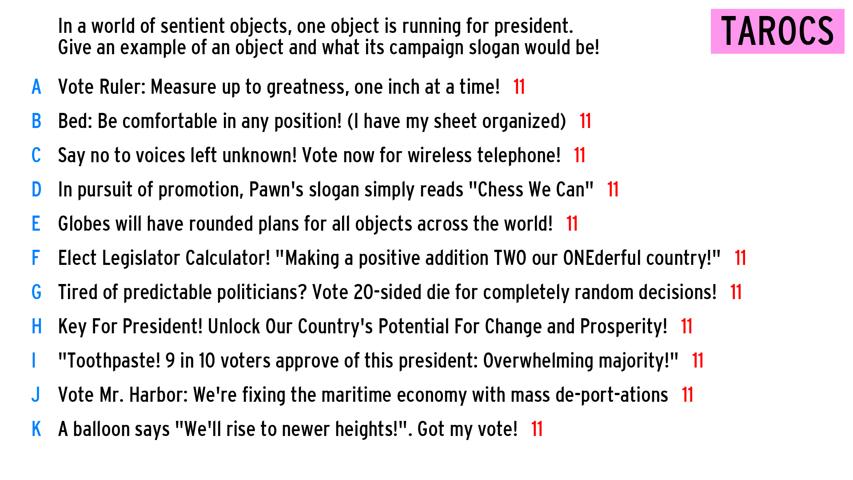 In a world of sentient objects, one object is running for president.
Give an example of an object and what its campaign slogan would be!
TAROCS
A Vote Ruler: Measure up to greatness, one inch at a time! 11
B Bed: Be comfortable in any position! (I have my sheet organized) 11
C Say no to voices left unknown! Vote now for wireless telephone! 11
D In pursuit of promotion, Pawn's slogan simply reads "Chess We Can" 11
E Globes will have rounded plans for all objects across the world! 11
F Elect Legislator Calculator! "Making a positive addition TWO our ONEderful country!" 11
G Tired of predictable politicians? Vote 20-sided die for completely random decisions! 11
H Key For President! Unlock Our Country's Potential For Change and Prosperity! 11
I "Toothpaste! 9 in 10 voters approve of this president: Overwhelming majority!" 11
J Vote Mr. Harbor: We're fixing the maritime economy with mass de-port-ations 11
K A balloon says "We'll rise to newer heights!". Got my vote! 11